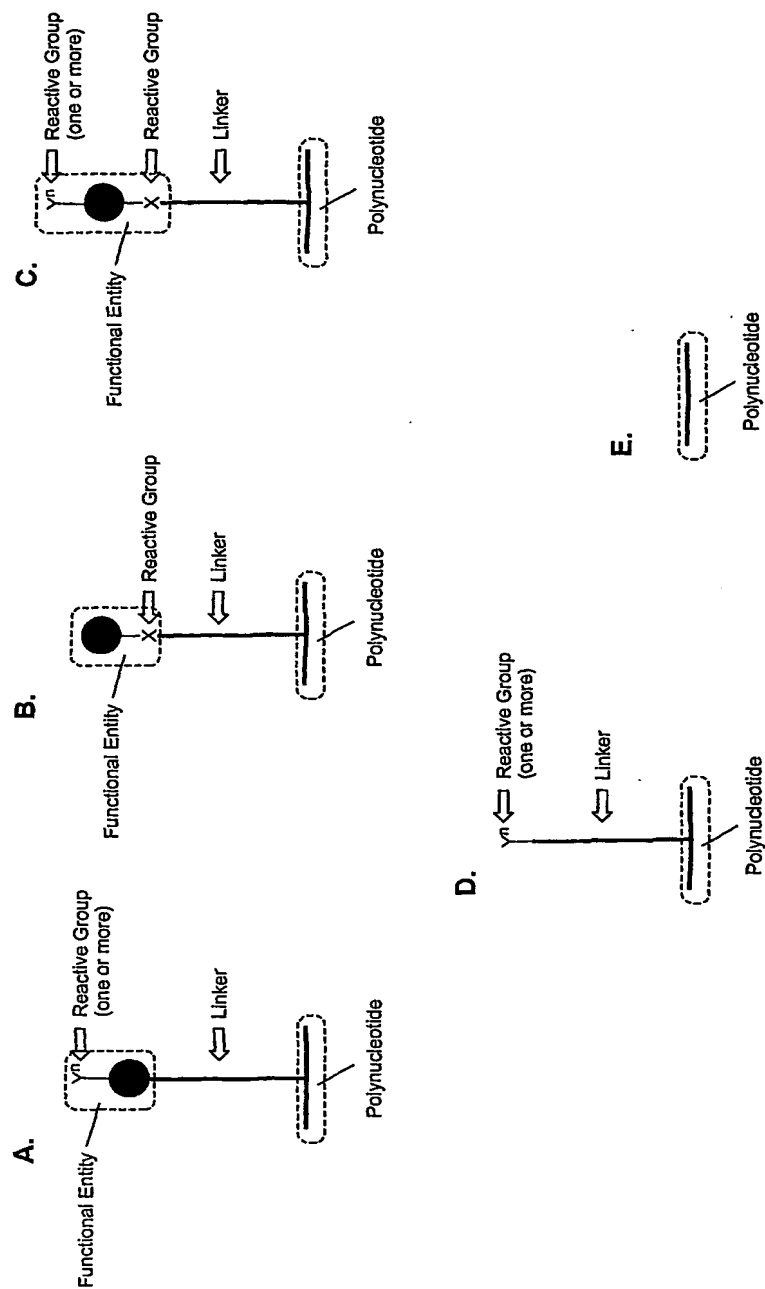 A.
Functional Entity
Yn
Reactive Group
(one or more)
Linker
Polynucleotide
B.
Functional Entity
X
Reactive Group
Linker
Polynucleotide
C.
Functional Entity
Yn
Reactive Group
(one or more)
X
Reactive Group
Linker
Polynucleotide
D.
Yn
Reactive Group
(one or more)
Linker
Polynucleotide
E.
Polynucleotide